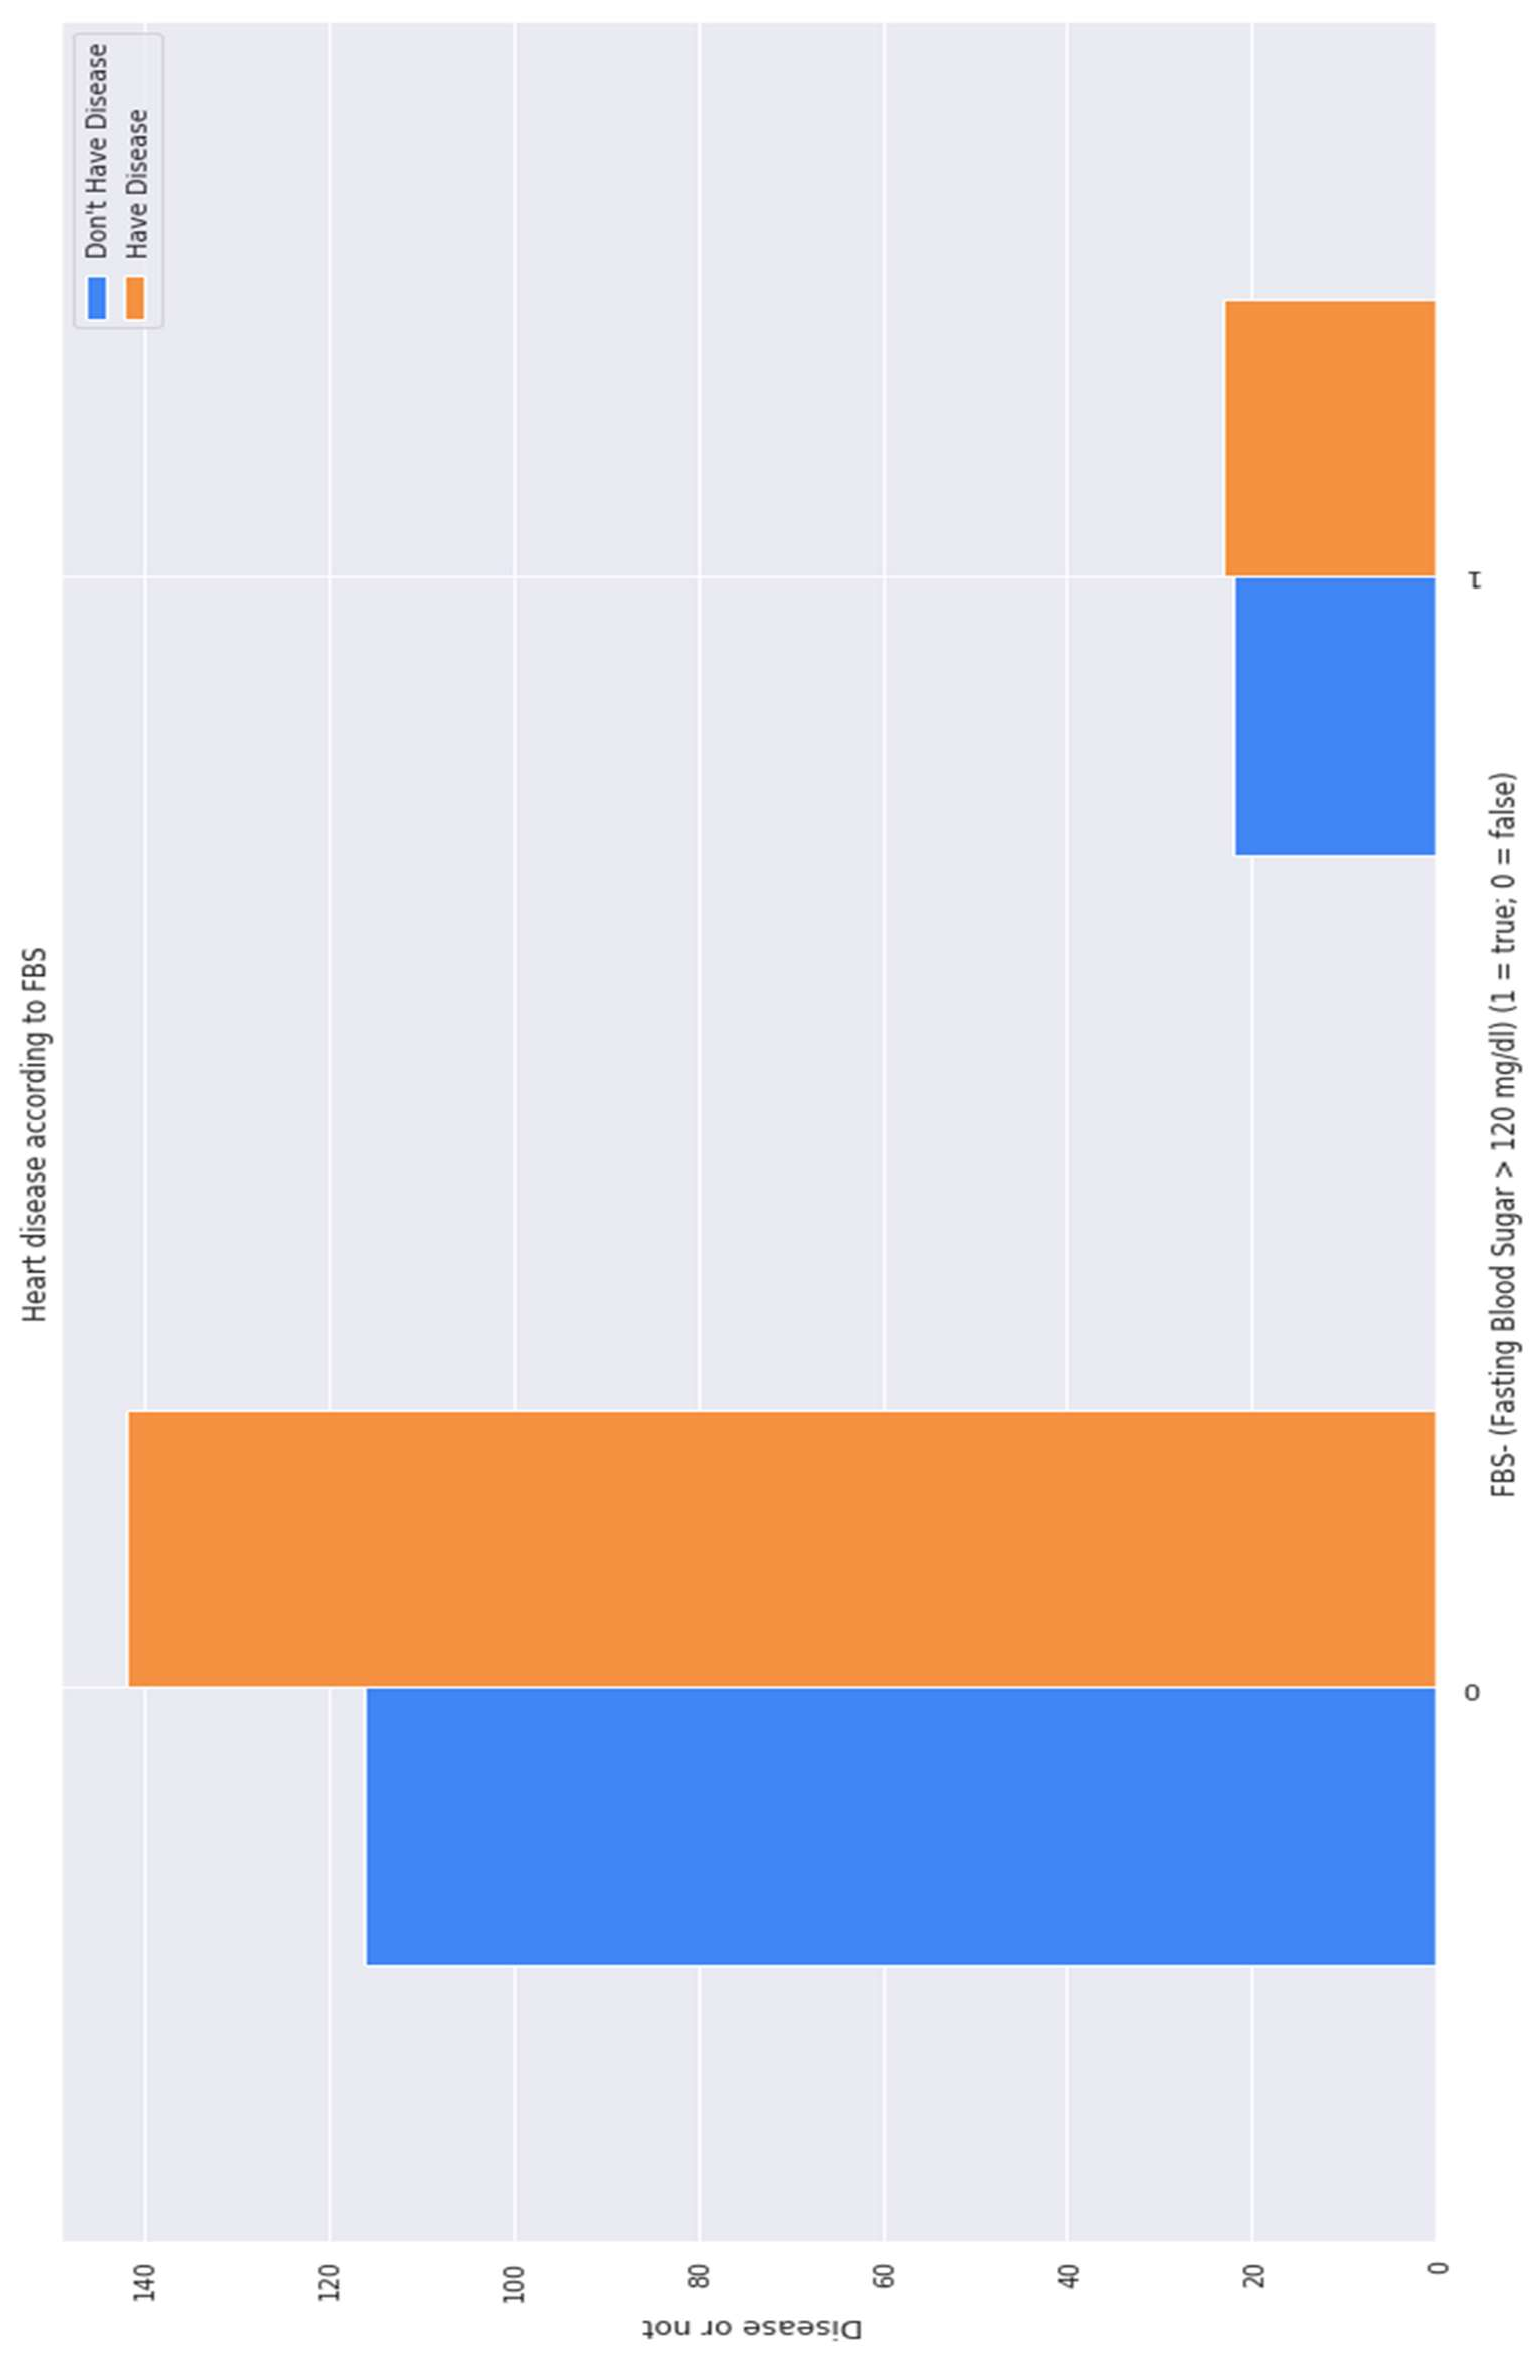 Heart disease according to FBS
Don't Have Disease
Have Disease
140
120
100
80
60
40
20
0
Disease or not
0
1
FBS- (Fasting Blood Sugar > 120 mg/dl) (1 = true; 0 = false)